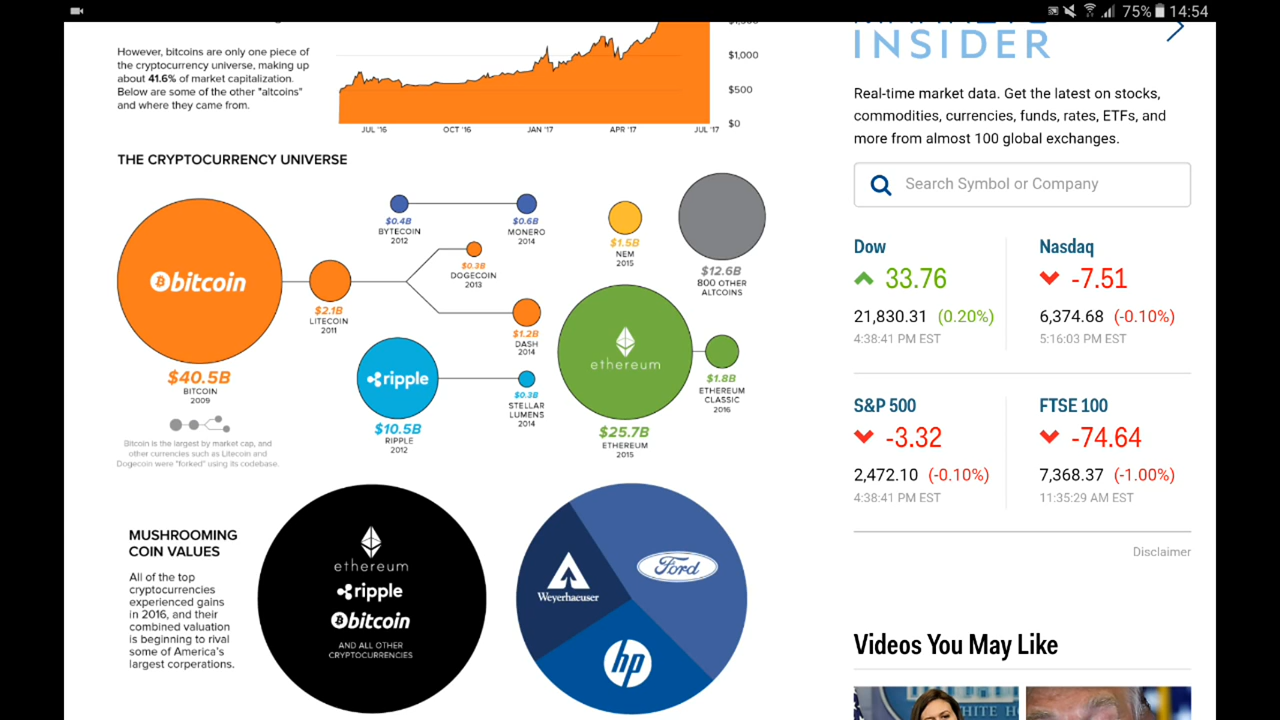 75% 14:54
However, bitcoins are only one piece of
the cryptocurrency universe, making up
about 41.6% of market capitalization.
Below are some of the other "altcoins"
and where they came from.
$1,000
$500
$0
JUL '16 OCT '16 JAN '17 APR '17 JUL '17
THE CRYPTOCURRENCY UNIVERSE
bitcoin
$40.5B
BITCOIN
2009
$2.1B
LITECOIN
2011
$0.4B
BYTECOIN
2012
$0.6B
MONERO
2014
$0.3B
DOGECOIN
2013
$1.2B
DASH
2014
ripple
$10.5B
RIPPLE
2012
$0.3B
STELLAR
LUMENS
2014
$1.5B
NEM
2015
$12.6B
800 OTHER
ALTCOINS
ethereum
$25.7B
ETHEREUM
2015
$1.8B
ETHEREUM
CLASSIC
2016
Bitcoin is the largest by market cap, and
other currencies such as Litecoin and
Dogecoin were "forked" using its codebase.
MUSHROOMING
COIN VALUES
All of the top
cryptocurrencies
experienced gains
in 2016, and their
combined valuation
is beginning to rival
some of America's
largest corperations.
ethereum
ripple
bitcoin
AND ALL OTHER
CRYPTOCURRENCIES
Weyerhaeuser
Ford
hp
INSIDER
Real-time market data. Get the latest on stocks,
commodities, currencies, funds, rates, ETFs, and
more from almost 100 global exchanges.
Search Symbol or Company
Dow
33.76
21,830.31 (0.20%)
4:38:41 PM EST
Nasdaq
-7.51
6,374.68 (-0.10%)
5:16:03 PM EST
S&P 500
-3.32
2,472.10 (-0.10%)
4:38:41 PM EST
FTSE 100
-74.64
7,368.37 (-1.00%)
11:35:29 AM EST
Disclaimer
Videos You May Like